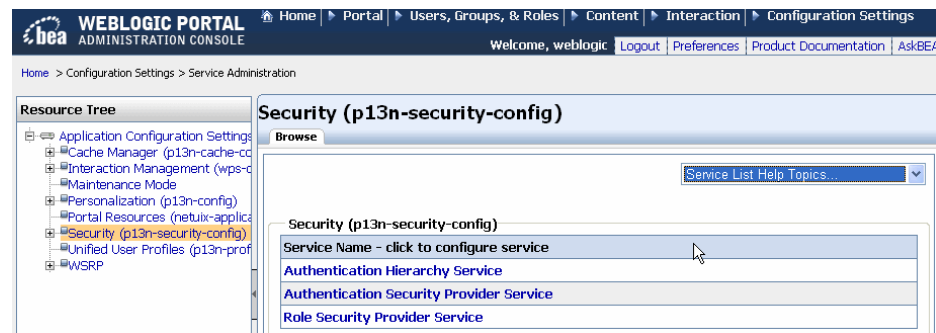 bea WEBLOGIC PORTAL
ADMINISTRATION CONSOLE
Home | Portal | Users, Groups, & Roles | Content | Interaction | Configuration Settings
Welcome, weblogic Logout Preferences Product Documentation AskBEA
Home > Configuration Settings > Service Administration
Resource Tree
Application Configuration Settings
Cache Manager (p13n-cache-co
Interaction Management (wps-c
Maintenance Mode
Personalization (p13n-config)
Portal Resources (netuix-applica
Security (p13n-security-config)
Unified User Profiles (p13n-prof
WSRP
Security (p13n-security-config)
Browse
Service List Help Topics...
Security (p13n-security-config)
Service Name - click to configure service
Authentication Hierarchy Service
Authentication Security Provider Service
Role Security Provider Service